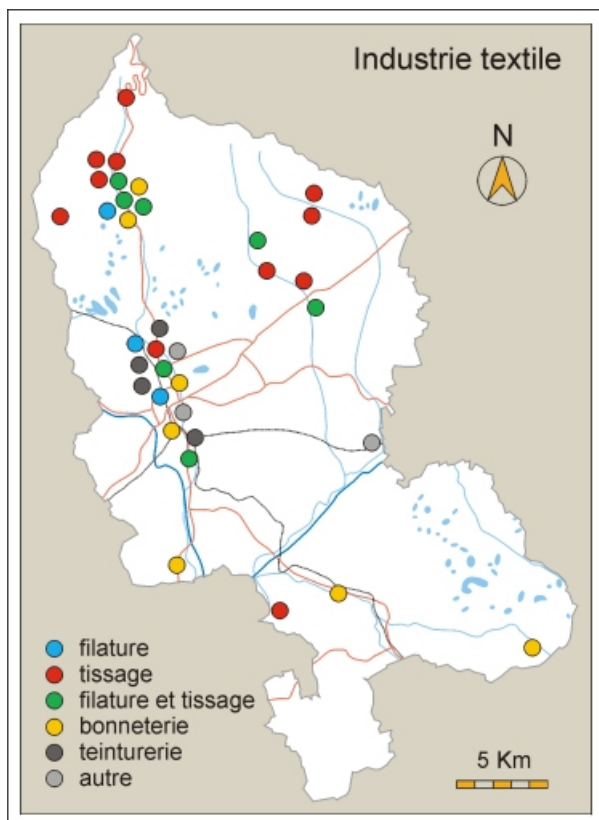 Industrie textile
N
filature
tissage
filature et tissage
bonneterie
teinturerie
autre
5 Km